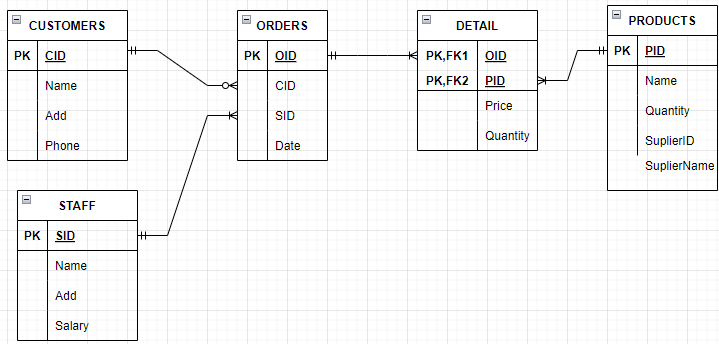 CUSTOMERS
PK CID
Name
Add
Phone
ORDERS
PK OID
CID
SID
Date
DETAIL
PK,FK1 OID
PK,FK2 PID
Price
Quantity
PRODUCTS
PK PID
Name
Quantity
SuplierID
SuplierName
STAFF
PK SID
Name
Add
Salary